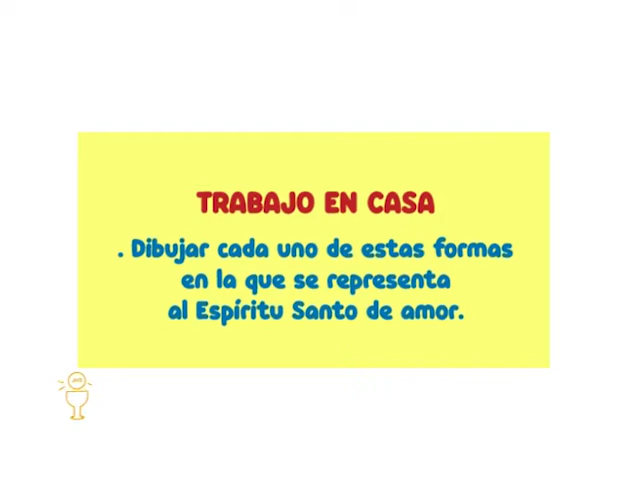 TRABAJO EN CASA
. Dibujar cada uno de estas formas
en la que se representa
al Espíritu Santo de amor.